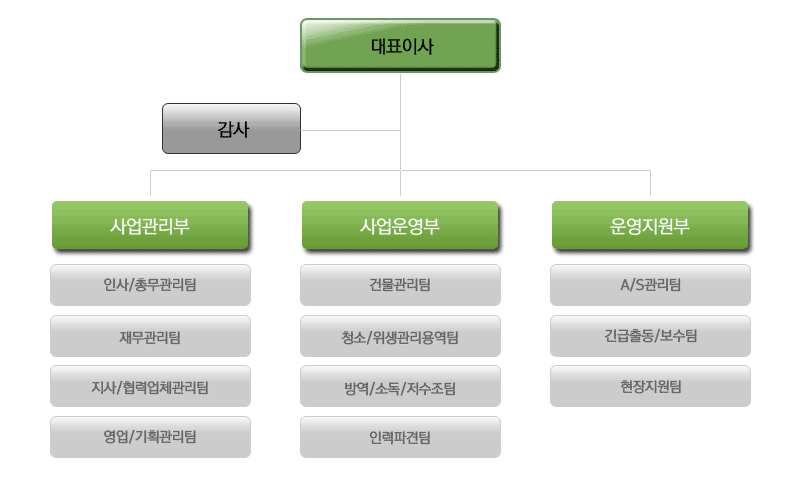 대표이사
감사
사업관리부
인사/총무관리팀
재무관리팀
지사/협력업체관리팀
영업/기획관리팀
사업운영부
건물관리팀
청소/위생관리용역팀
방역/소독/저수조팀
인력파견팀
운영지원부
A/S관리팀
긴급출동/보수팀
현장지원팀